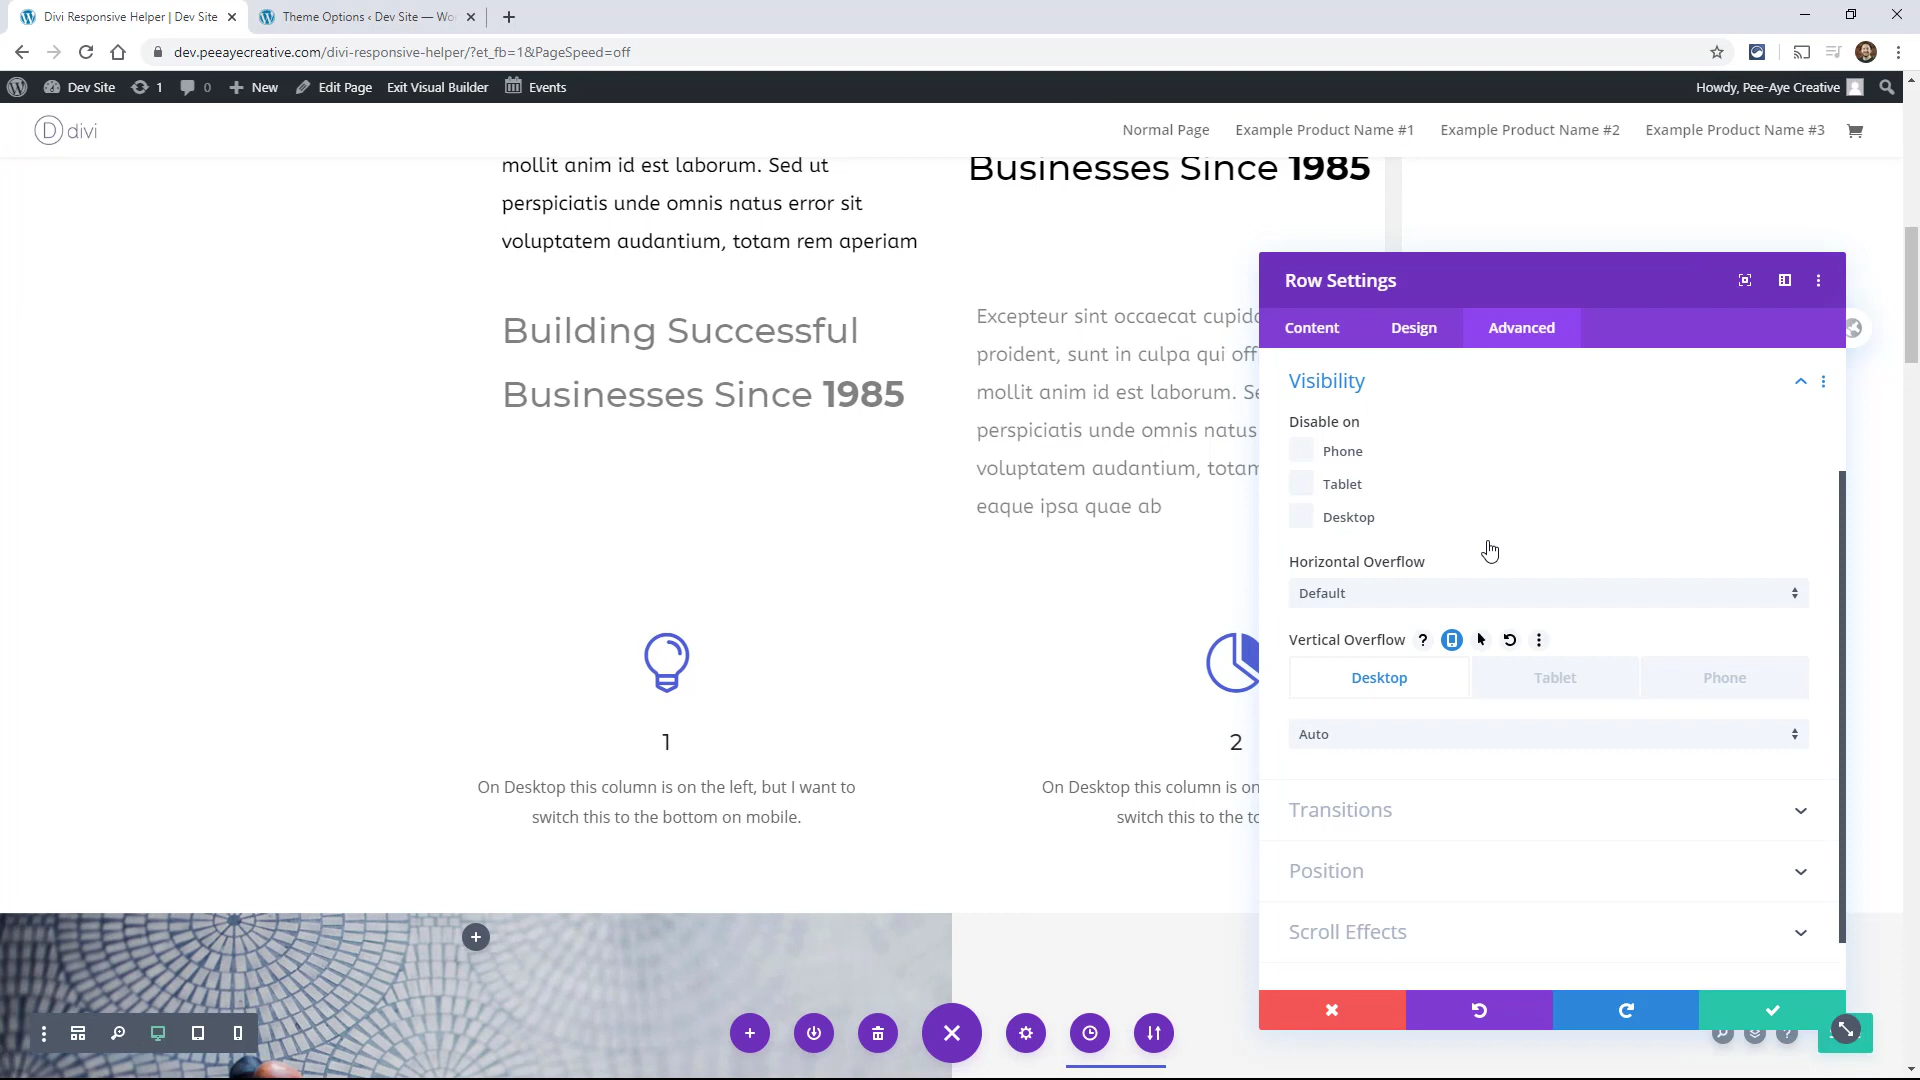 Divi Responsive Helper | Dev Site
Theme Options ‹ Dev Site — Wor
dev.peeayecreative.com/divi-responsive-helper/?et_fb=1&PageSpeed=off
Dev Site
1
0
New
Edit Page
Exit Visual Builder
Events
Howdy, Pee-Aye Creative
D divi
Normal Page
Example Product Name #1
Example Product Name #2
Example Product Name #3
mollit anim id est laborum. Sed ut
perspiciatis unde omnis natus error sit
voluptatem audantium, totam rem aperiam
Businesses Since 1985
Building Successful
Businesses Since 1985
Excepteur sint occaecat cupida
proident, sunt in culpa qui off
mollit anim id est laborum. Se
perspiciatis unde omnis natus
voluptatem audantium, totam
eaque ipsa quae ab
1
On Desktop this column is on the left, but I want to
switch this to the bottom on mobile.
2
On Desktop this column is on
switch this to the to
Row Settings
Content
Design
Advanced
Visibility
Disable on
Phone
Tablet
Desktop
Horizontal Overflow
Default
Vertical Overflow
?
Desktop
Tablet
Phone
Auto
Transitions
Position
Scroll Effects
?